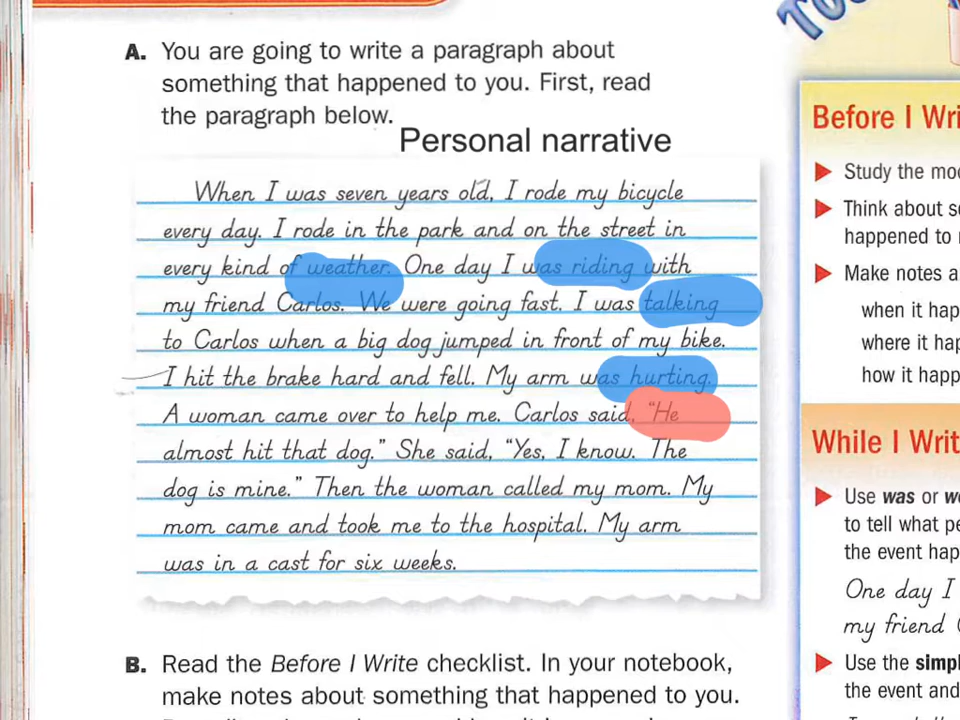 TOO
A. You are going to write a paragraph about
something that happened to you. First, read
the paragraph below.
Personal narrative
When I was seven years old, I rode my bicycle
every day. I rode in the park and on the street in
every kind of weather. One day I was riding with
my friend Carlos. We were going fast. I was talking
to Carlos when a big dog jumped in front of my bike.
I hit the brake hard and fell. My arm was hurting.
A woman came over to help me. Carlos said, "He
almost hit that dog." She said, "Yes, I know. The
dog is mine." Then the woman called my mom. My
mom came and took me to the hospital. My arm
was in a cast for six weeks.
B. Read the Before I Write checklist. In your notebook,
make notes about something that happened to you.
Before I Wri
Study the mo
Think about s
happened to
Make notes a
when it hap
where it hap
how it happ
While I Writ
Use was or w
to tell what pe
the event hap
One day I
my friend
Use the simpl
the event and